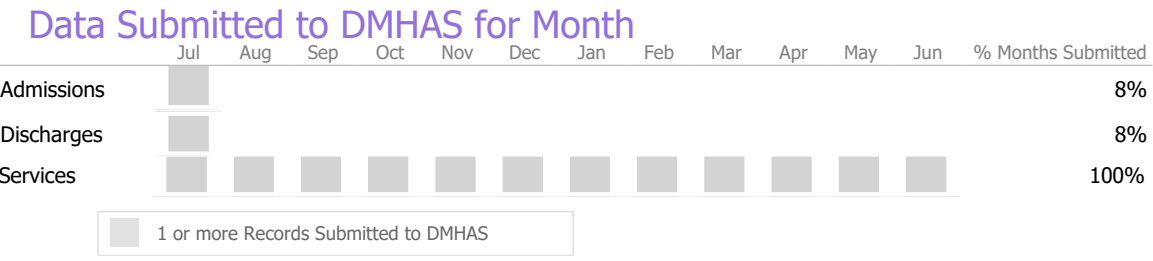 Data Submitted to DMHAS for Month
Jul Aug Sep Oct Nov Dec Jan Feb Mar Apr May Jun % Months Submitted
Admissions 8%
Discharges 8%
Services 100%
1 or more Records Submitted to DMHAS